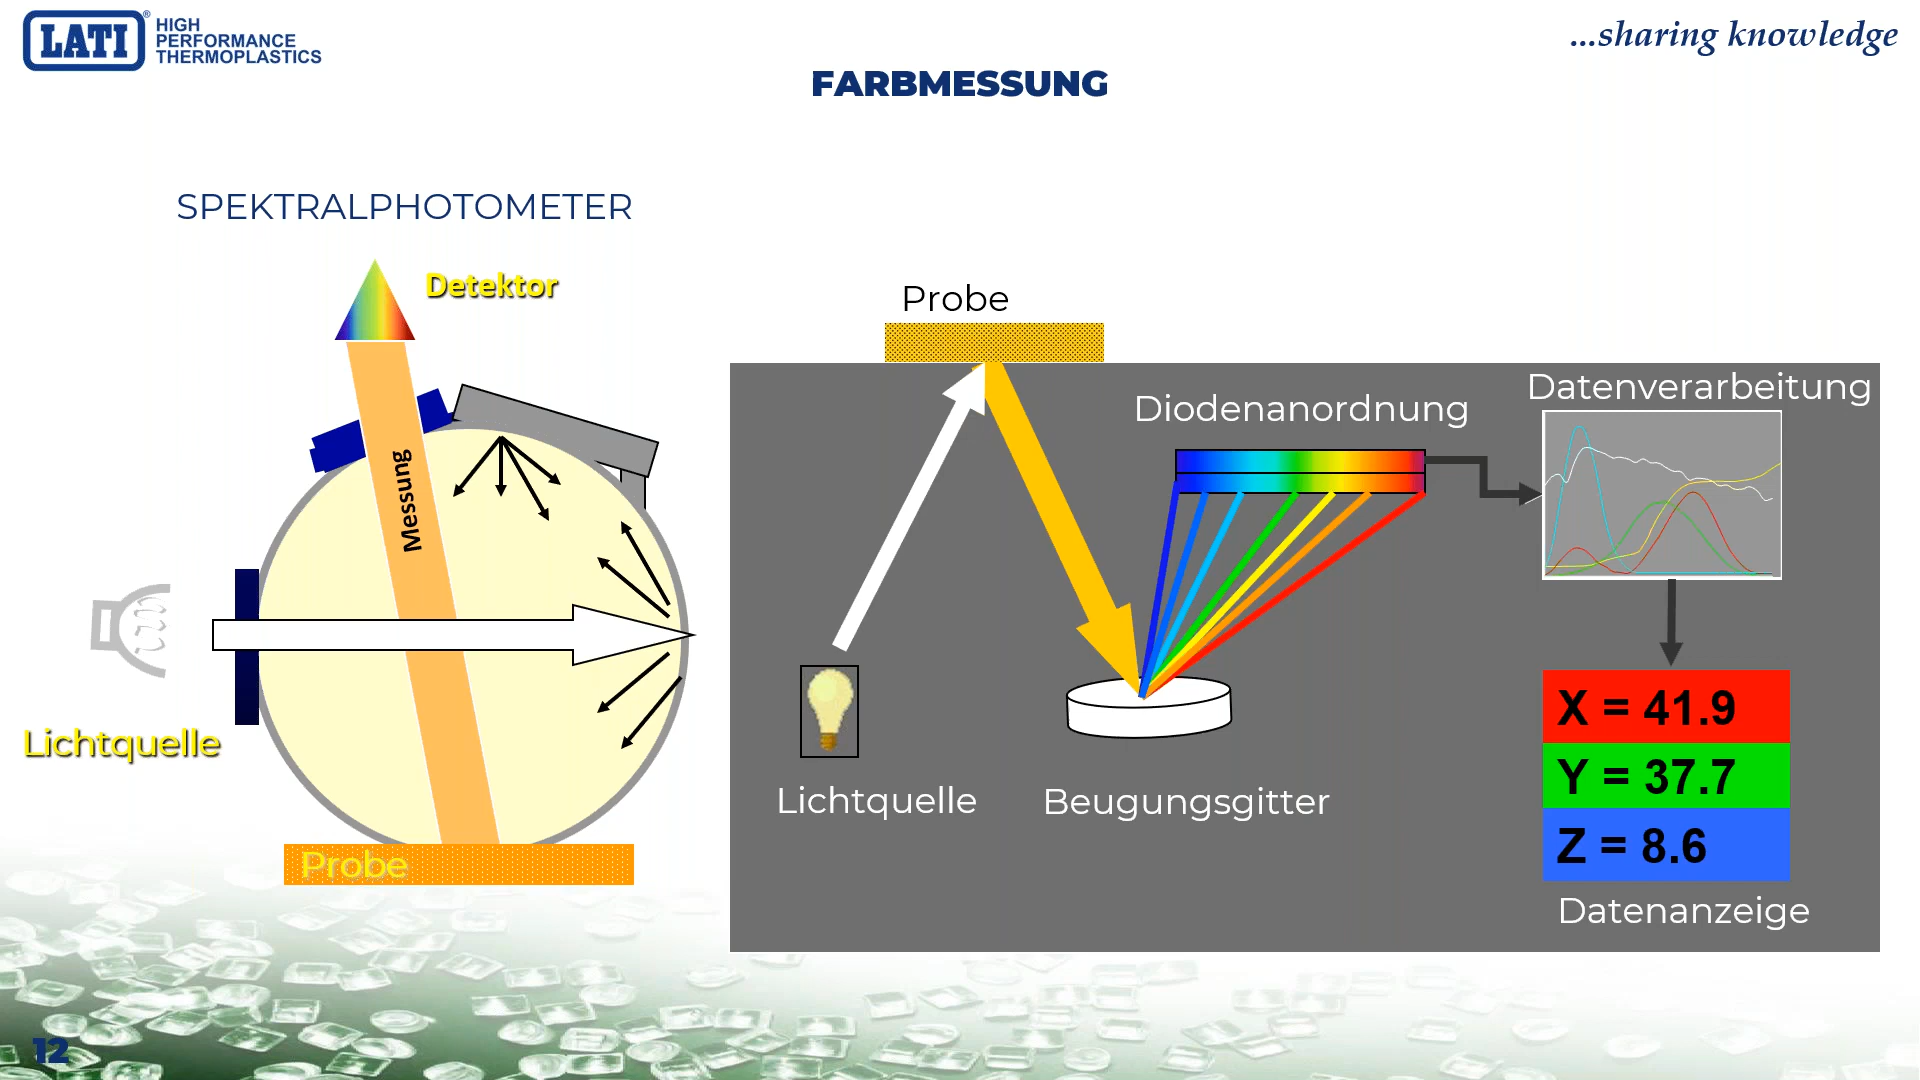 LATI®
HIGH
PERFORMANCE
THERMOPLASTICS
...sharing knowledge
FARBMESSUNG
SPEKTRALPHOTOMETER
Detektor
Messung
Lichtquelle
Probe
Probe
Diodenanordnung
Datenverarbeitung
Lichtquelle
Beugungsgitter
X = 41.9
Y = 37.7
Z = 8.6
Datenanzeige
12